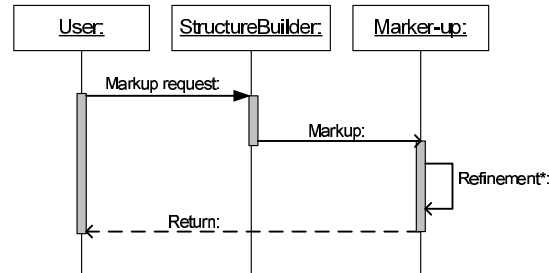 User:
StructureBuilder:
Marker-up:
Markup request:
Markup:
Refinement*:
Return: